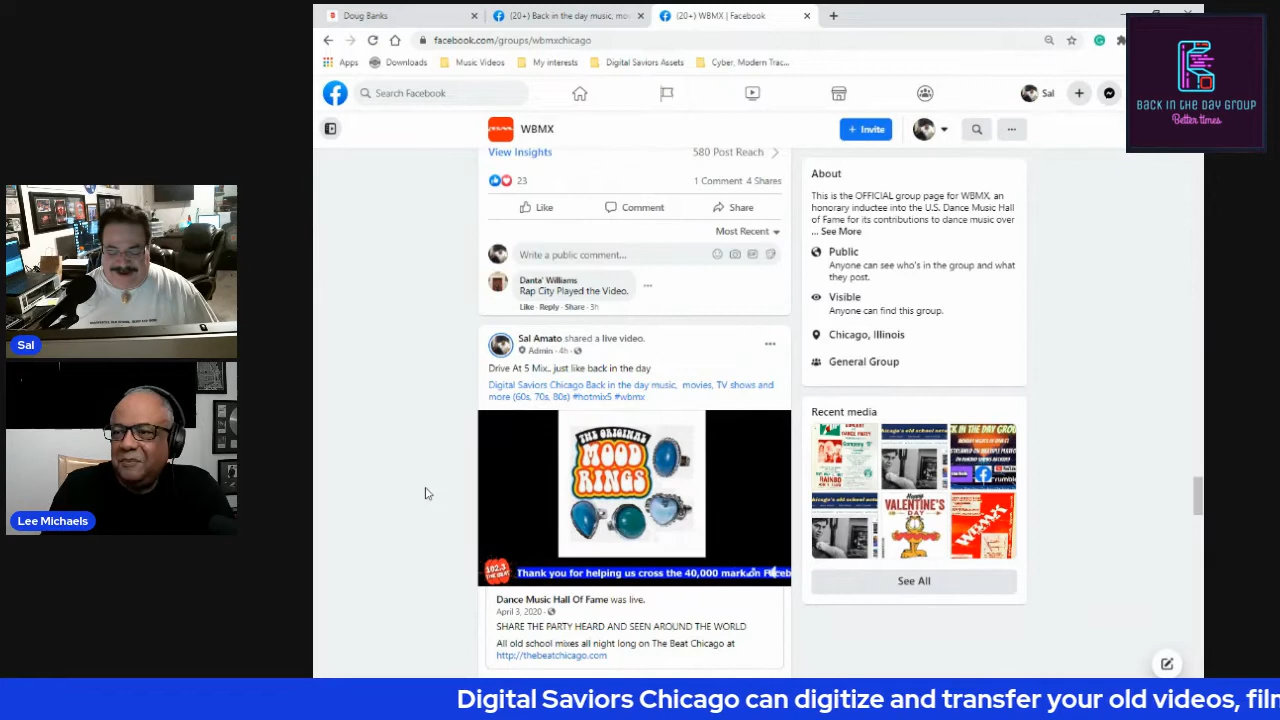 Doug Banks
(20+) Back in the day music, mo
(20+) WBMX | Facebook
facebook.com/groups/wbmxchicago
Apps
Downloads
Music Videos
My interests
Digital Saviors Assets
Cyber, Modern Trac...
Search Facebook
Sal
BACK IN THE DAY GROUP
Better times
WBMX
+ Invite
View Insights
580 Post Reach
23
1 Comment 4 Shares
Like
Comment
Share
Most Recent
Write a public comment...
Danta' Williams
Rap City Played the Video.
Like · Reply · Share · 3h
Sal Amato shared a live video.
Admin · 4h ·
Drive At 5 Mix.. just like back in the day
Digital Saviors Chicago Back in the day music, movies, TV shows and
more (60s, 70s, 80s) #hotmix5 #wbmx
THE ORIGINAL
MOOD
RINGS
102.3
THE BEAT
Thank you for helping us cross the 40,000 mark on
Dance Music Hall Of Fame was live.
April 3, 2020 ·
SHARE THE PARTY HEARD AND SEEN AROUND THE WORLD
All old school mixes all night long on The Beat Chicago at
http://thebeatchicago.com
About
This is the OFFICIAL group page for WBMX, an
honorary inductee into the U.S. Dance Music Hall
of Fame for its contributions to dance music over
... See More
Public
Anyone can see who's in the group and what
they post.
Visible
Anyone can find this group.
Chicago, Illinois
General Group
Recent media
VALENTINE'S
DAY
WBMX
See All
Sal
Lee Michaels
Digital Saviors Chicago can digitize and transfer your old videos, film